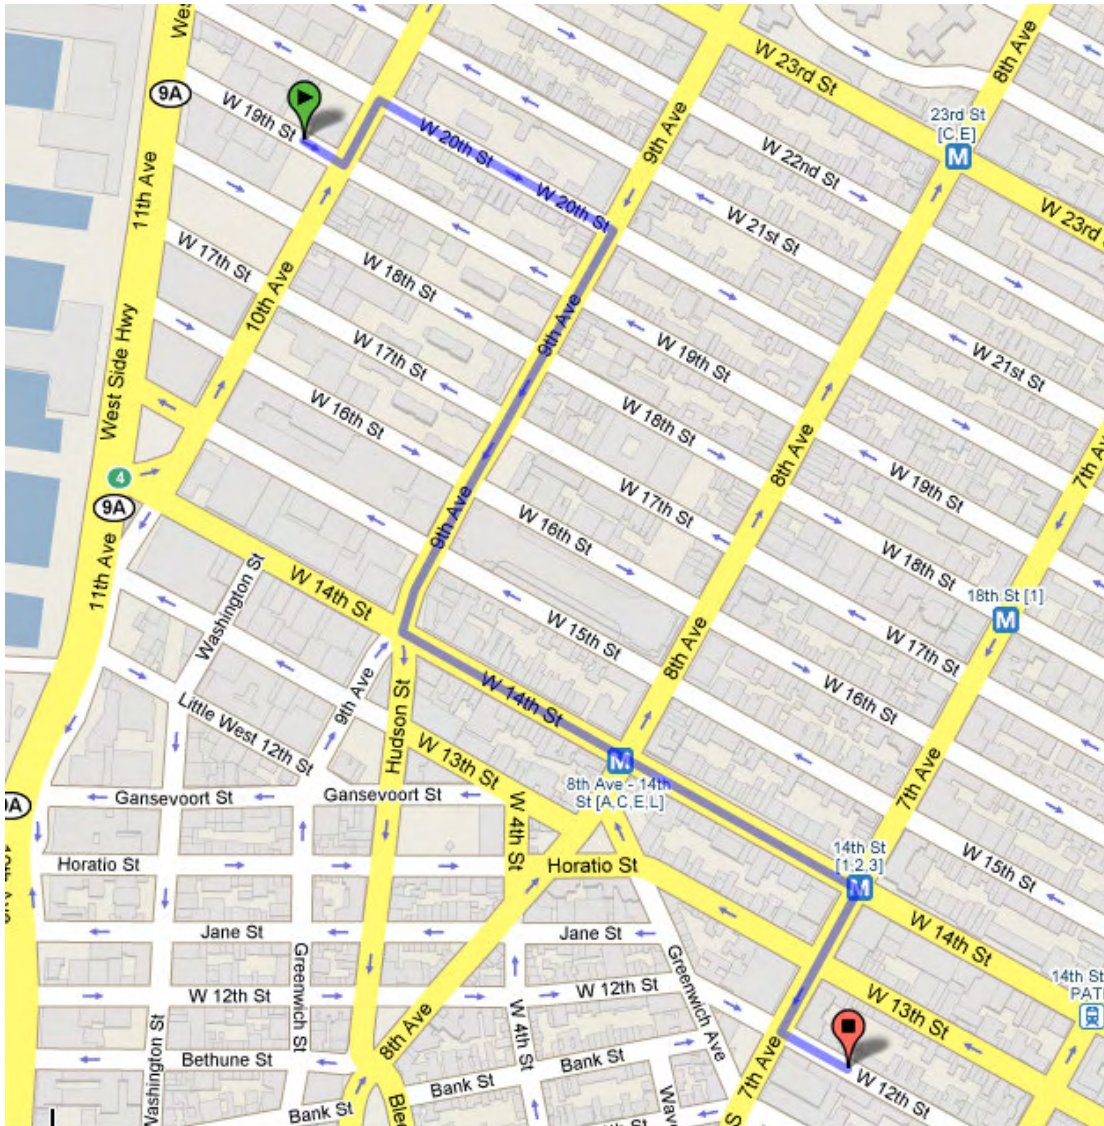 Wes
W 23rd St
8th Ave
9A
23rd St
[C,E]
M
W 19th St
W 20th St
9th Ave
W 22nd St
W 20th St
W 23rd
11th Ave
W 21st St
W 17th St
W 18th St
10th Ave
9th Ave
W 19th St
W 21st St
West Side Hwy
W 17th St
W 16th St
W 18th St
8th Ave
7th Av
4
9A
W 17th St
W 19th St
9th Ave
W 16th St
W 18th St
11th Ave
W 14th St
Washington St
18th St [1]
M
W 15th St
W 17th St
8th Ave
W 16th St
9th Ave
Little West 12th St
W 14th St
Hudson St
W 13th St
M
8th Ave - 14th
St [A,C,E,L]
7th Ave
Gansevoort St
Gansevoort St
W 4th St
14th St
[1,2,3]
M
W 15th St
Horatio St
Horatio St
Jane St
Jane St
W 14th St
Greenwich St
Greenwich Ave
14th St
PATH
W 12th St
W 12th St
W 13th St
Washington St
8th Ave
W 4th St
7th Ave
Bethune St
Bank St
W 12th St
Bank St
Bank St
Blee
Wav
S